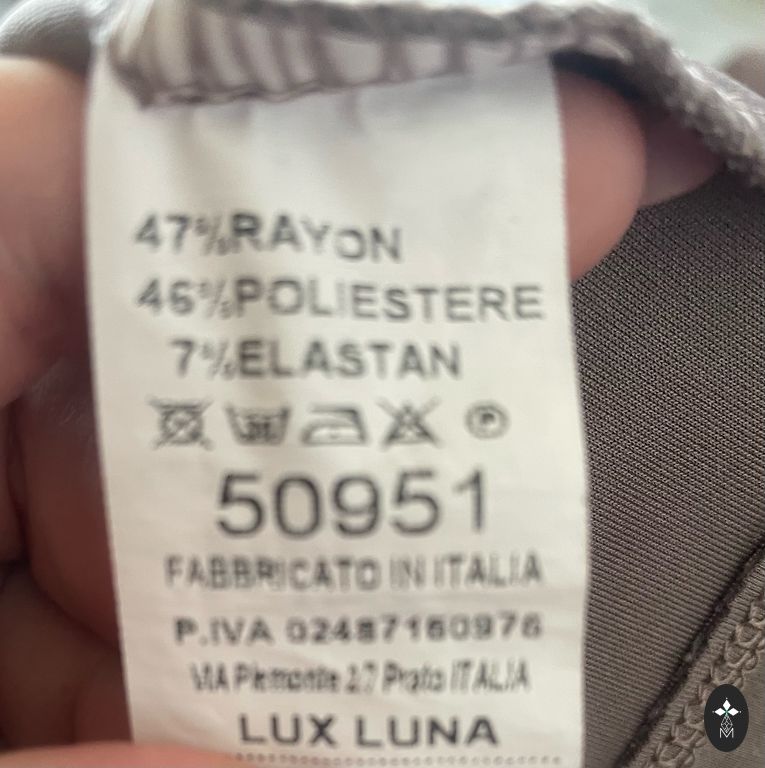 47%RAYON
46%POLIESTERE
7%ELASTAN
P
50951
FABBRICATO IN ITALIA
P.IVA 02487160976
VIA Piemonte 27 Prato ITALIA
LUX LUNA
M